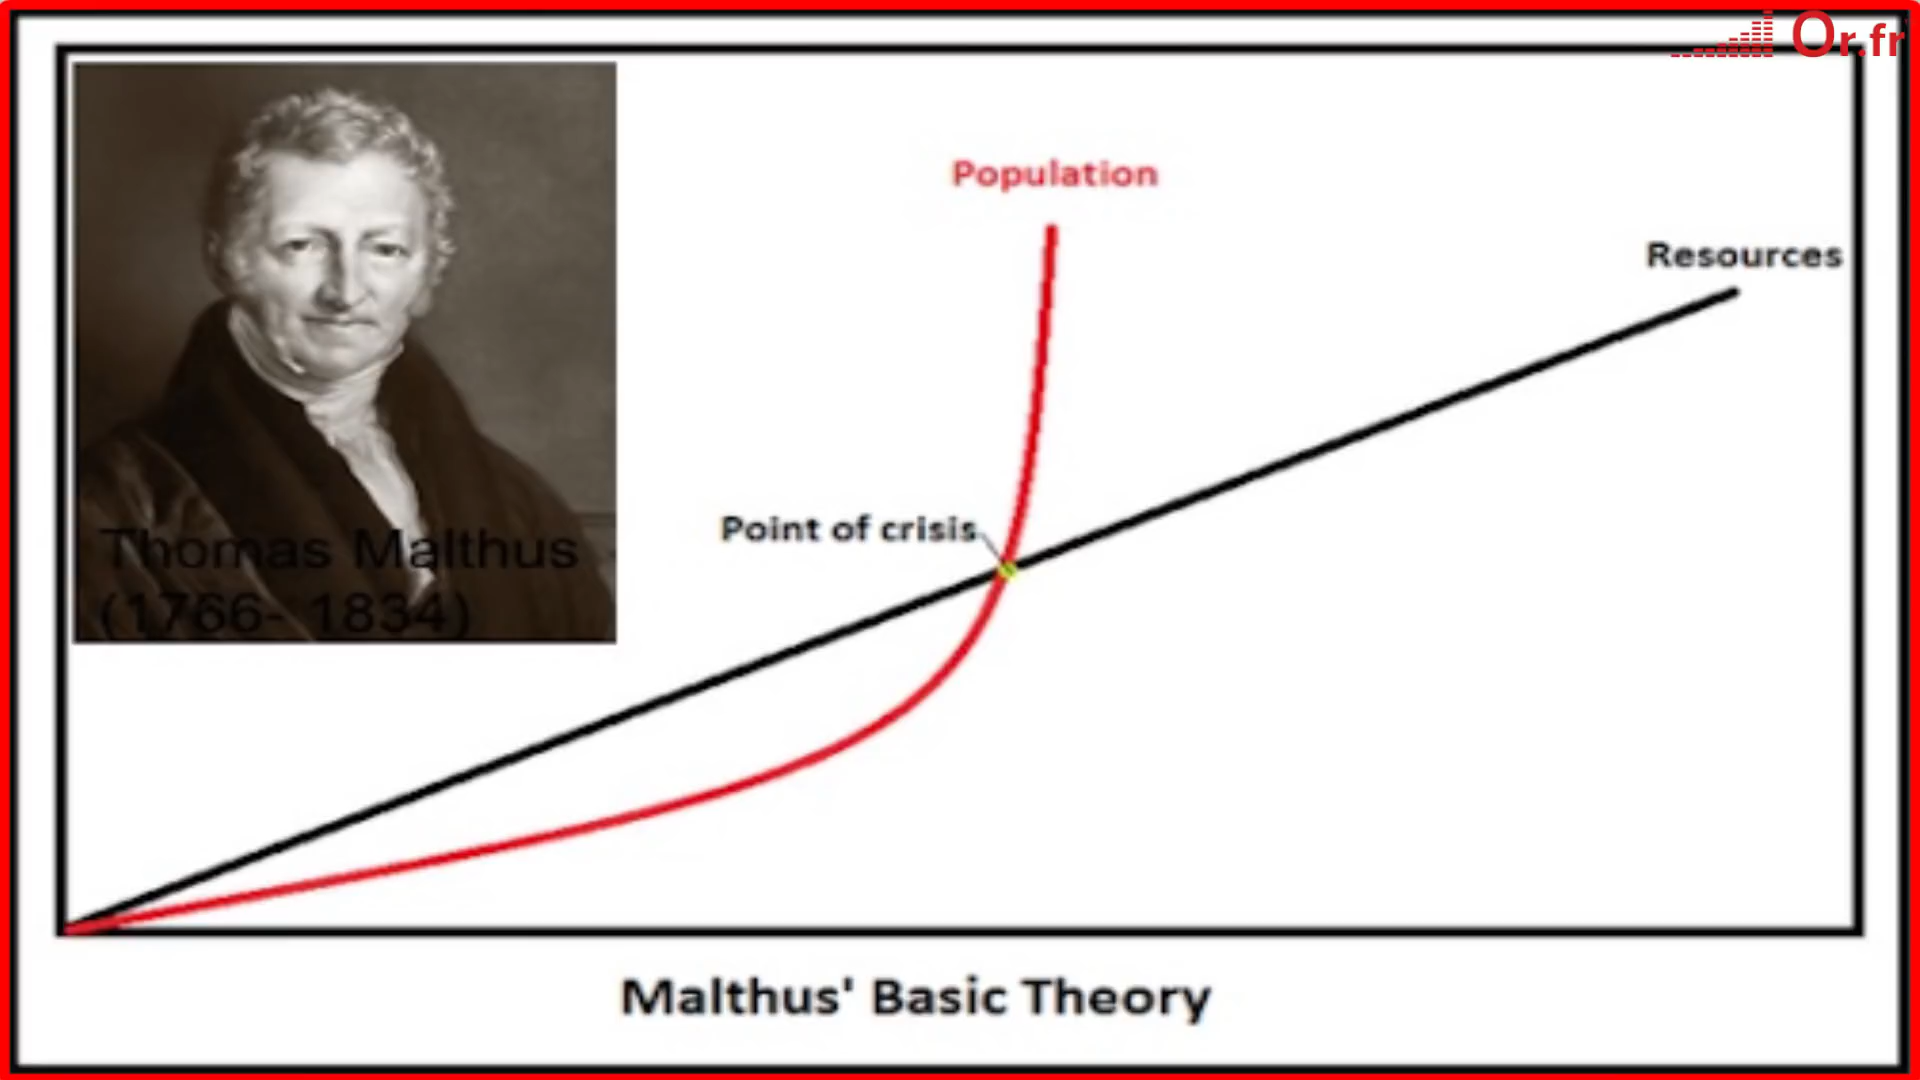 Or.fr
Population
Resources
Point of crisis
Thomas Malthus
(1766- 1834)
Malthus' Basic Theory